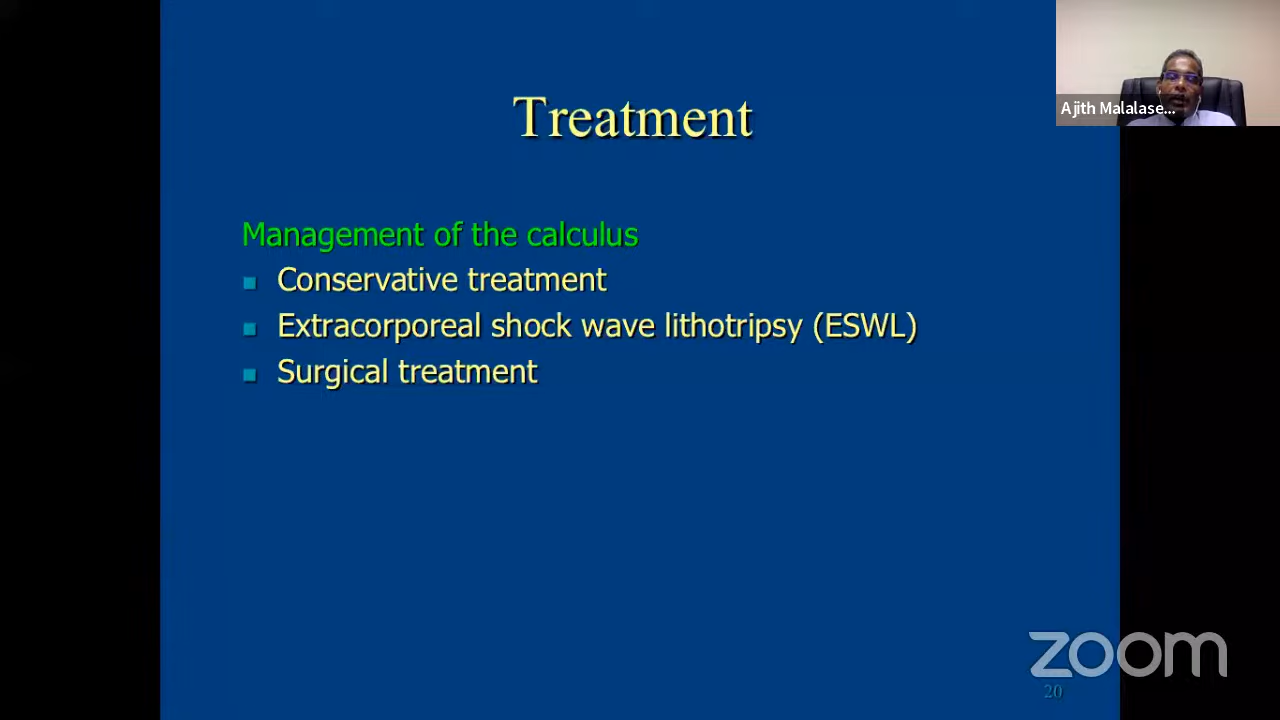 Treatment
Ajith Malalase...
Management of the calculus
Conservative treatment
Extracorporeal shock wave lithotripsy (ESWL)
Surgical treatment
zoom
20